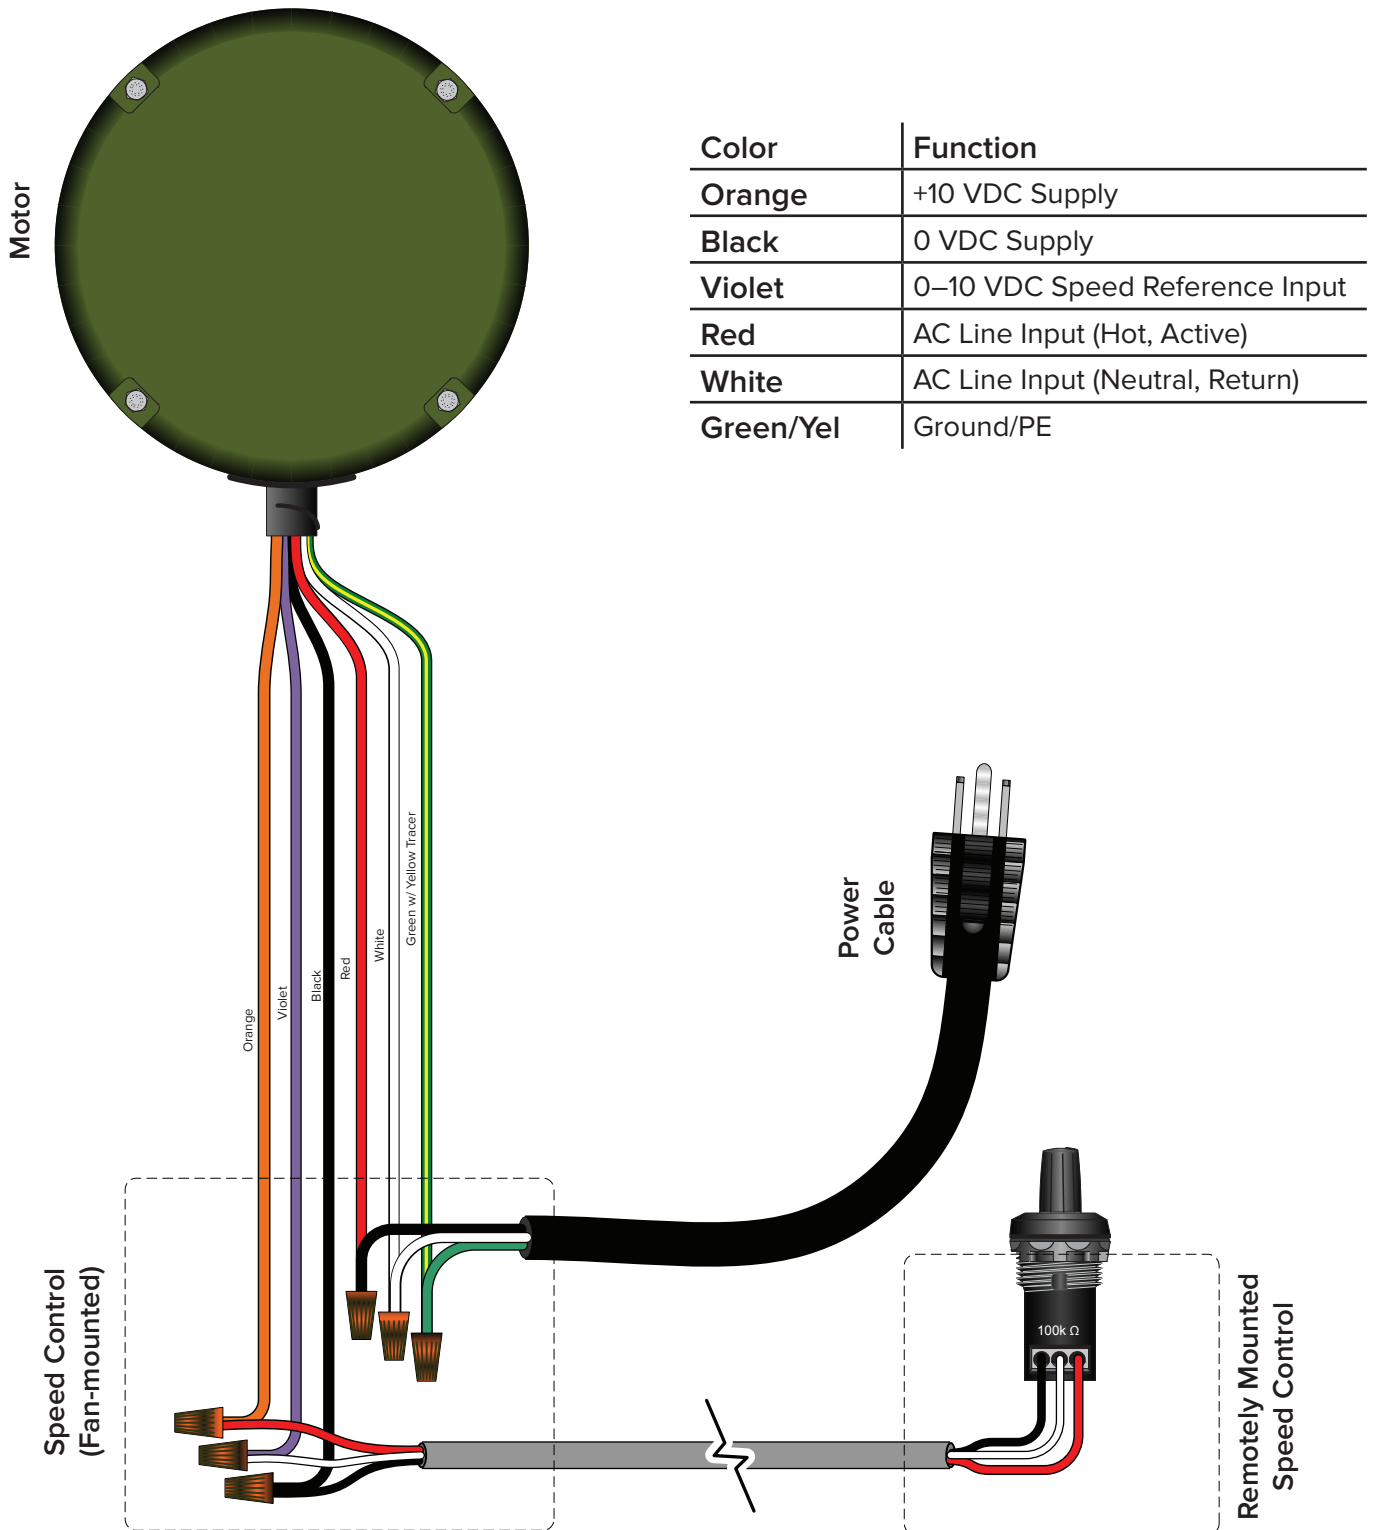 Motor
Color Function
Orange +10 VDC Supply
Black 0 VDC Supply
Violet 0–10 VDC Speed Reference Input
Red AC Line Input (Hot, Active)
White AC Line Input (Neutral, Return)
Green/Yel Ground/PE
Orange
Violet
Black
Red
White
Green w/ Yellow Tracer
Power
Cable
Speed Control
(Fan-mounted)
100k Ω
Remotely Mounted
Speed Control